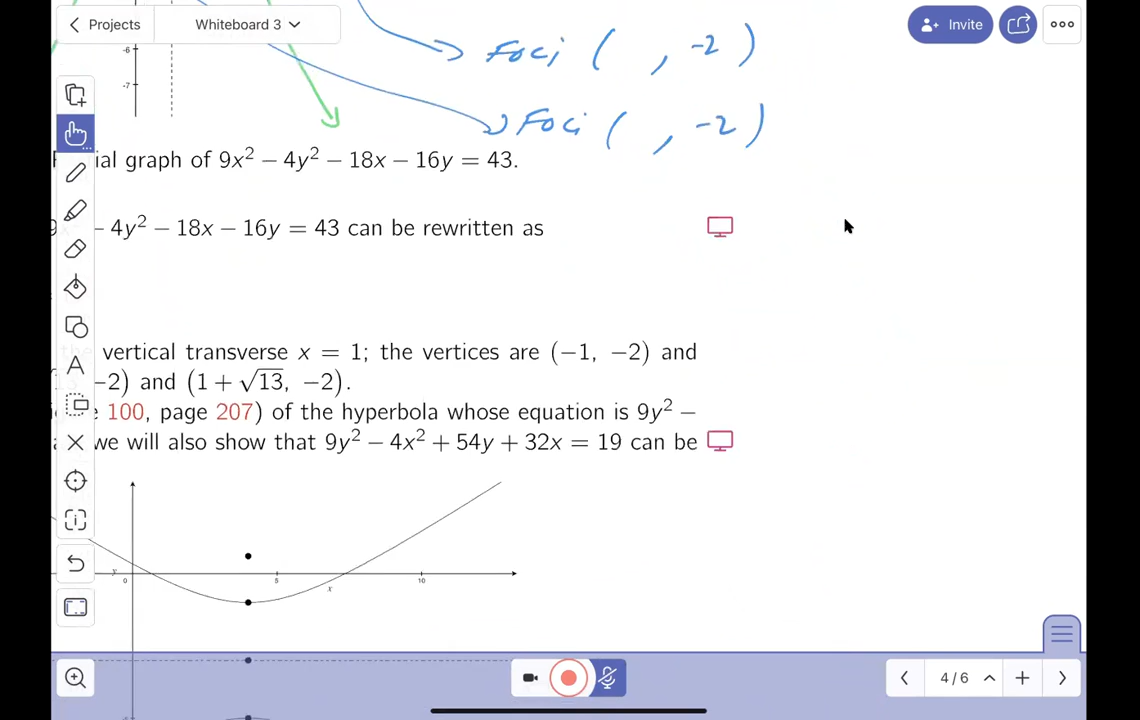 Projects
Whiteboard 3
Invite
-6
-7
Foci ( , -2 )
Foci ( , -2 )
ial graph of 9x² − 4y² − 18x − 16y = 43.
− 4y² − 18x − 16y = 43 can be rewritten as
vertical transverse x = 1; the vertices are (−1, −2) and
−2) and (1 + √13, −2).
100, page 207) of the hyperbola whose equation is 9y² −
we will also show that 9y² − 4x² + 54y + 32x = 19 can be
y
0
5
10
x
4/6